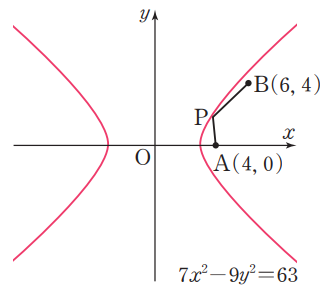 y
B(6, 4)
P
x
O
A(4, 0)
7x²−9y²=63